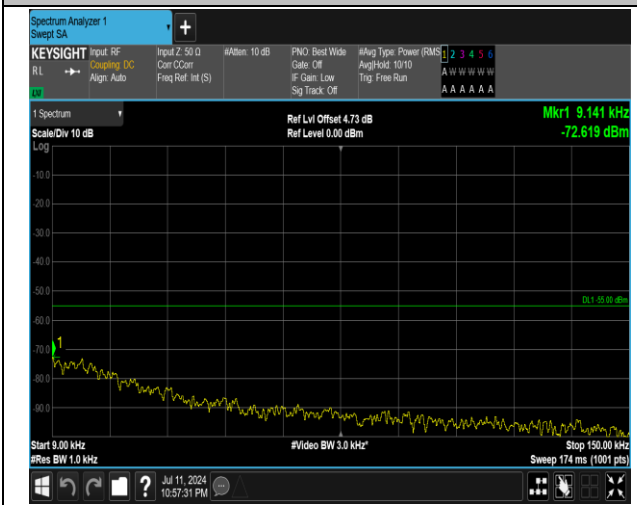 Spectrum Analyzer 1
Swept SA
+
KEYSIGHT
RL
Input: RF
Coupling: DC
Align: Auto
Input Z: 50 Ω
Corr CCorr
Freq Ref: Int (S)
#Atten: 10 dB
PNO: Best Wide
Gate: Off
IF Gain: Low
Sig Track: Off
#Avg Type: Power (RMS
Avg|Hold: 10/10
Trig: Free Run
1 2 3 4 5 6
A W W W W W
A A A A A A
1 Spectrum
Scale/Div 10 dB
Log
Ref Lvl Offset 4.73 dB
Ref Level 0.00 dBm
Mkr1 9.141 kHz
-72.619 dBm
-10.0
-20.0
-30.0
-40.0
-50.0
DL1 -55.00 dBm
-60.0
-70.0
1
-80.0
-90.0
Start 9.00 kHz
#Res BW 1.0 kHz
#Video BW 3.0 kHz*
Stop 150.00 kHz
Sweep 174 ms (1001 pts)
?
Jul 11, 2024
10:57:31 PM